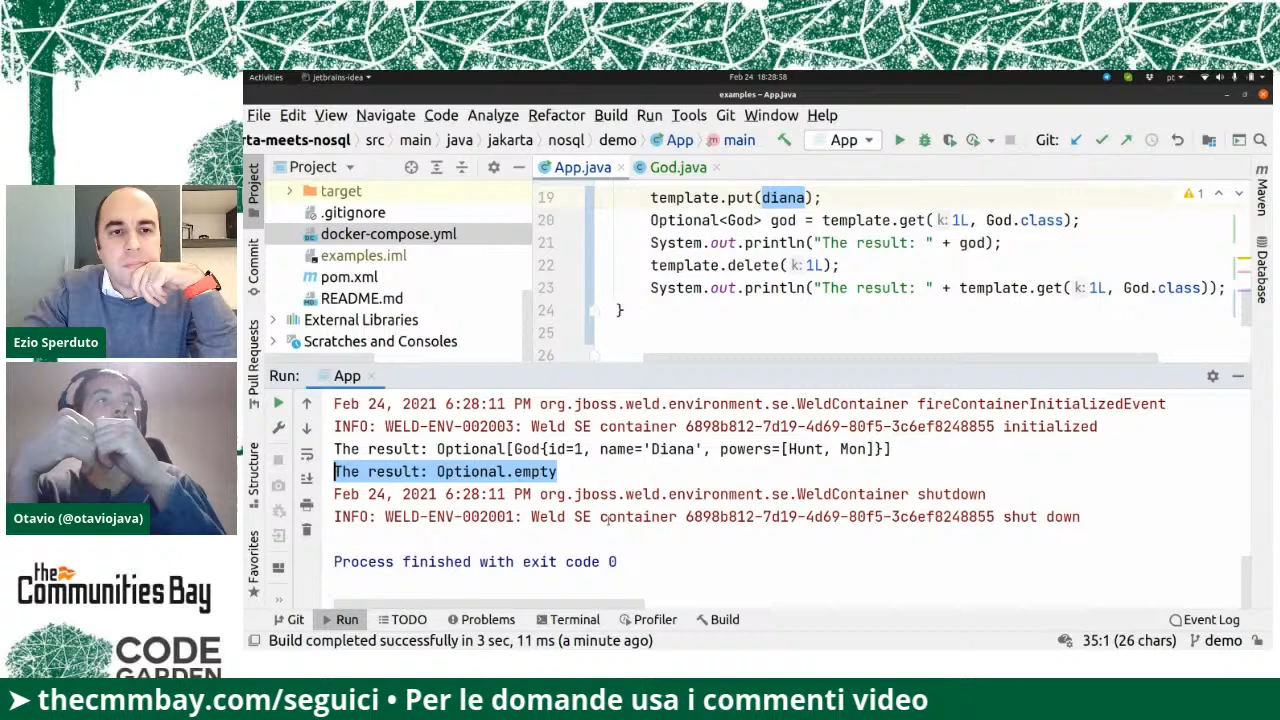 Activities
jetbrains-idea
Feb 24 18:28:58
pt
examples – App.java
File Edit View Navigate Code Analyze Refactor Build Run Tools Git Window Help
rta-meets-nosql src main java jakarta nosql demo App main
App
Git:
Project
App.java
God.java
target
.gitignore
docker-compose.yml
examples.iml
pom.xml
README.md
External Libraries
Scratches and Consoles
19 template.put(diana);
20 Optional<God> god = template.get( k: 1L, God.class);
21 System.out.println("The result: " + god);
22 template.delete( k: 1L);
23 System.out.println("The result: " + template.get( k: 1L, God.class));
24 }
25
26
1
Project
Commit
Pull Requests
Structure
Favorites
m
Maven
Database
Ezio Sperduto
Otavio (@otaviojava)
Run: App
Feb 24, 2021 6:28:11 PM org.jboss.weld.environment.se.WeldContainer fireContainerInitializedEvent
INFO: WELD-ENV-002003: Weld SE container 6898b812-7d19-4d69-80f5-3c6ef8248855 initialized
The result: Optional[God{id=1, name='Diana', powers=[Hunt, Mon]}]
The result: Optional.empty
Feb 24, 2021 6:28:11 PM org.jboss.weld.environment.se.WeldContainer shutdown
INFO: WELD-ENV-002001: Weld SE container 6898b812-7d19-4d69-80f5-3c6ef8248855 shut down
Process finished with exit code 0
Git Run TODO Problems Terminal Profiler Build
Event Log
Build completed successfully in 3 sec, 11 ms (a minute ago)
35:1 (26 chars)
demo
the
Communities Bay
CODE
GARDEN
➤ thecmmbay.com/seguici • Per le domande usa i commenti video